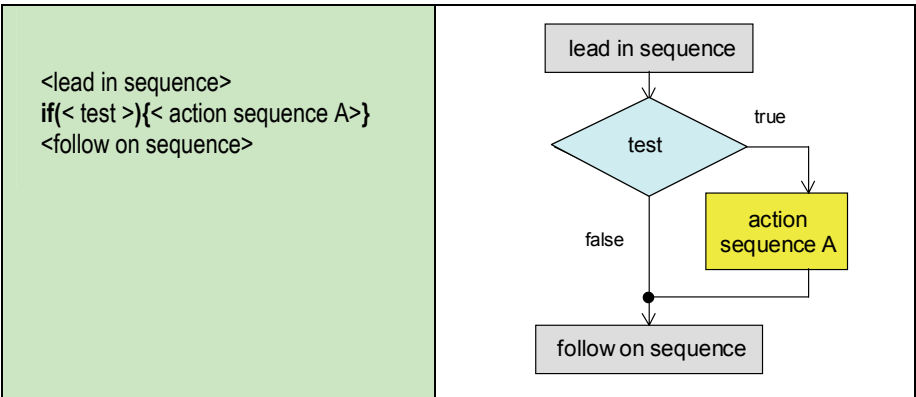 <lead in sequence>
if(< test >){< action sequence A>}
<follow on sequence>
lead in sequence
test
true
action
sequence A
false
follow on sequence